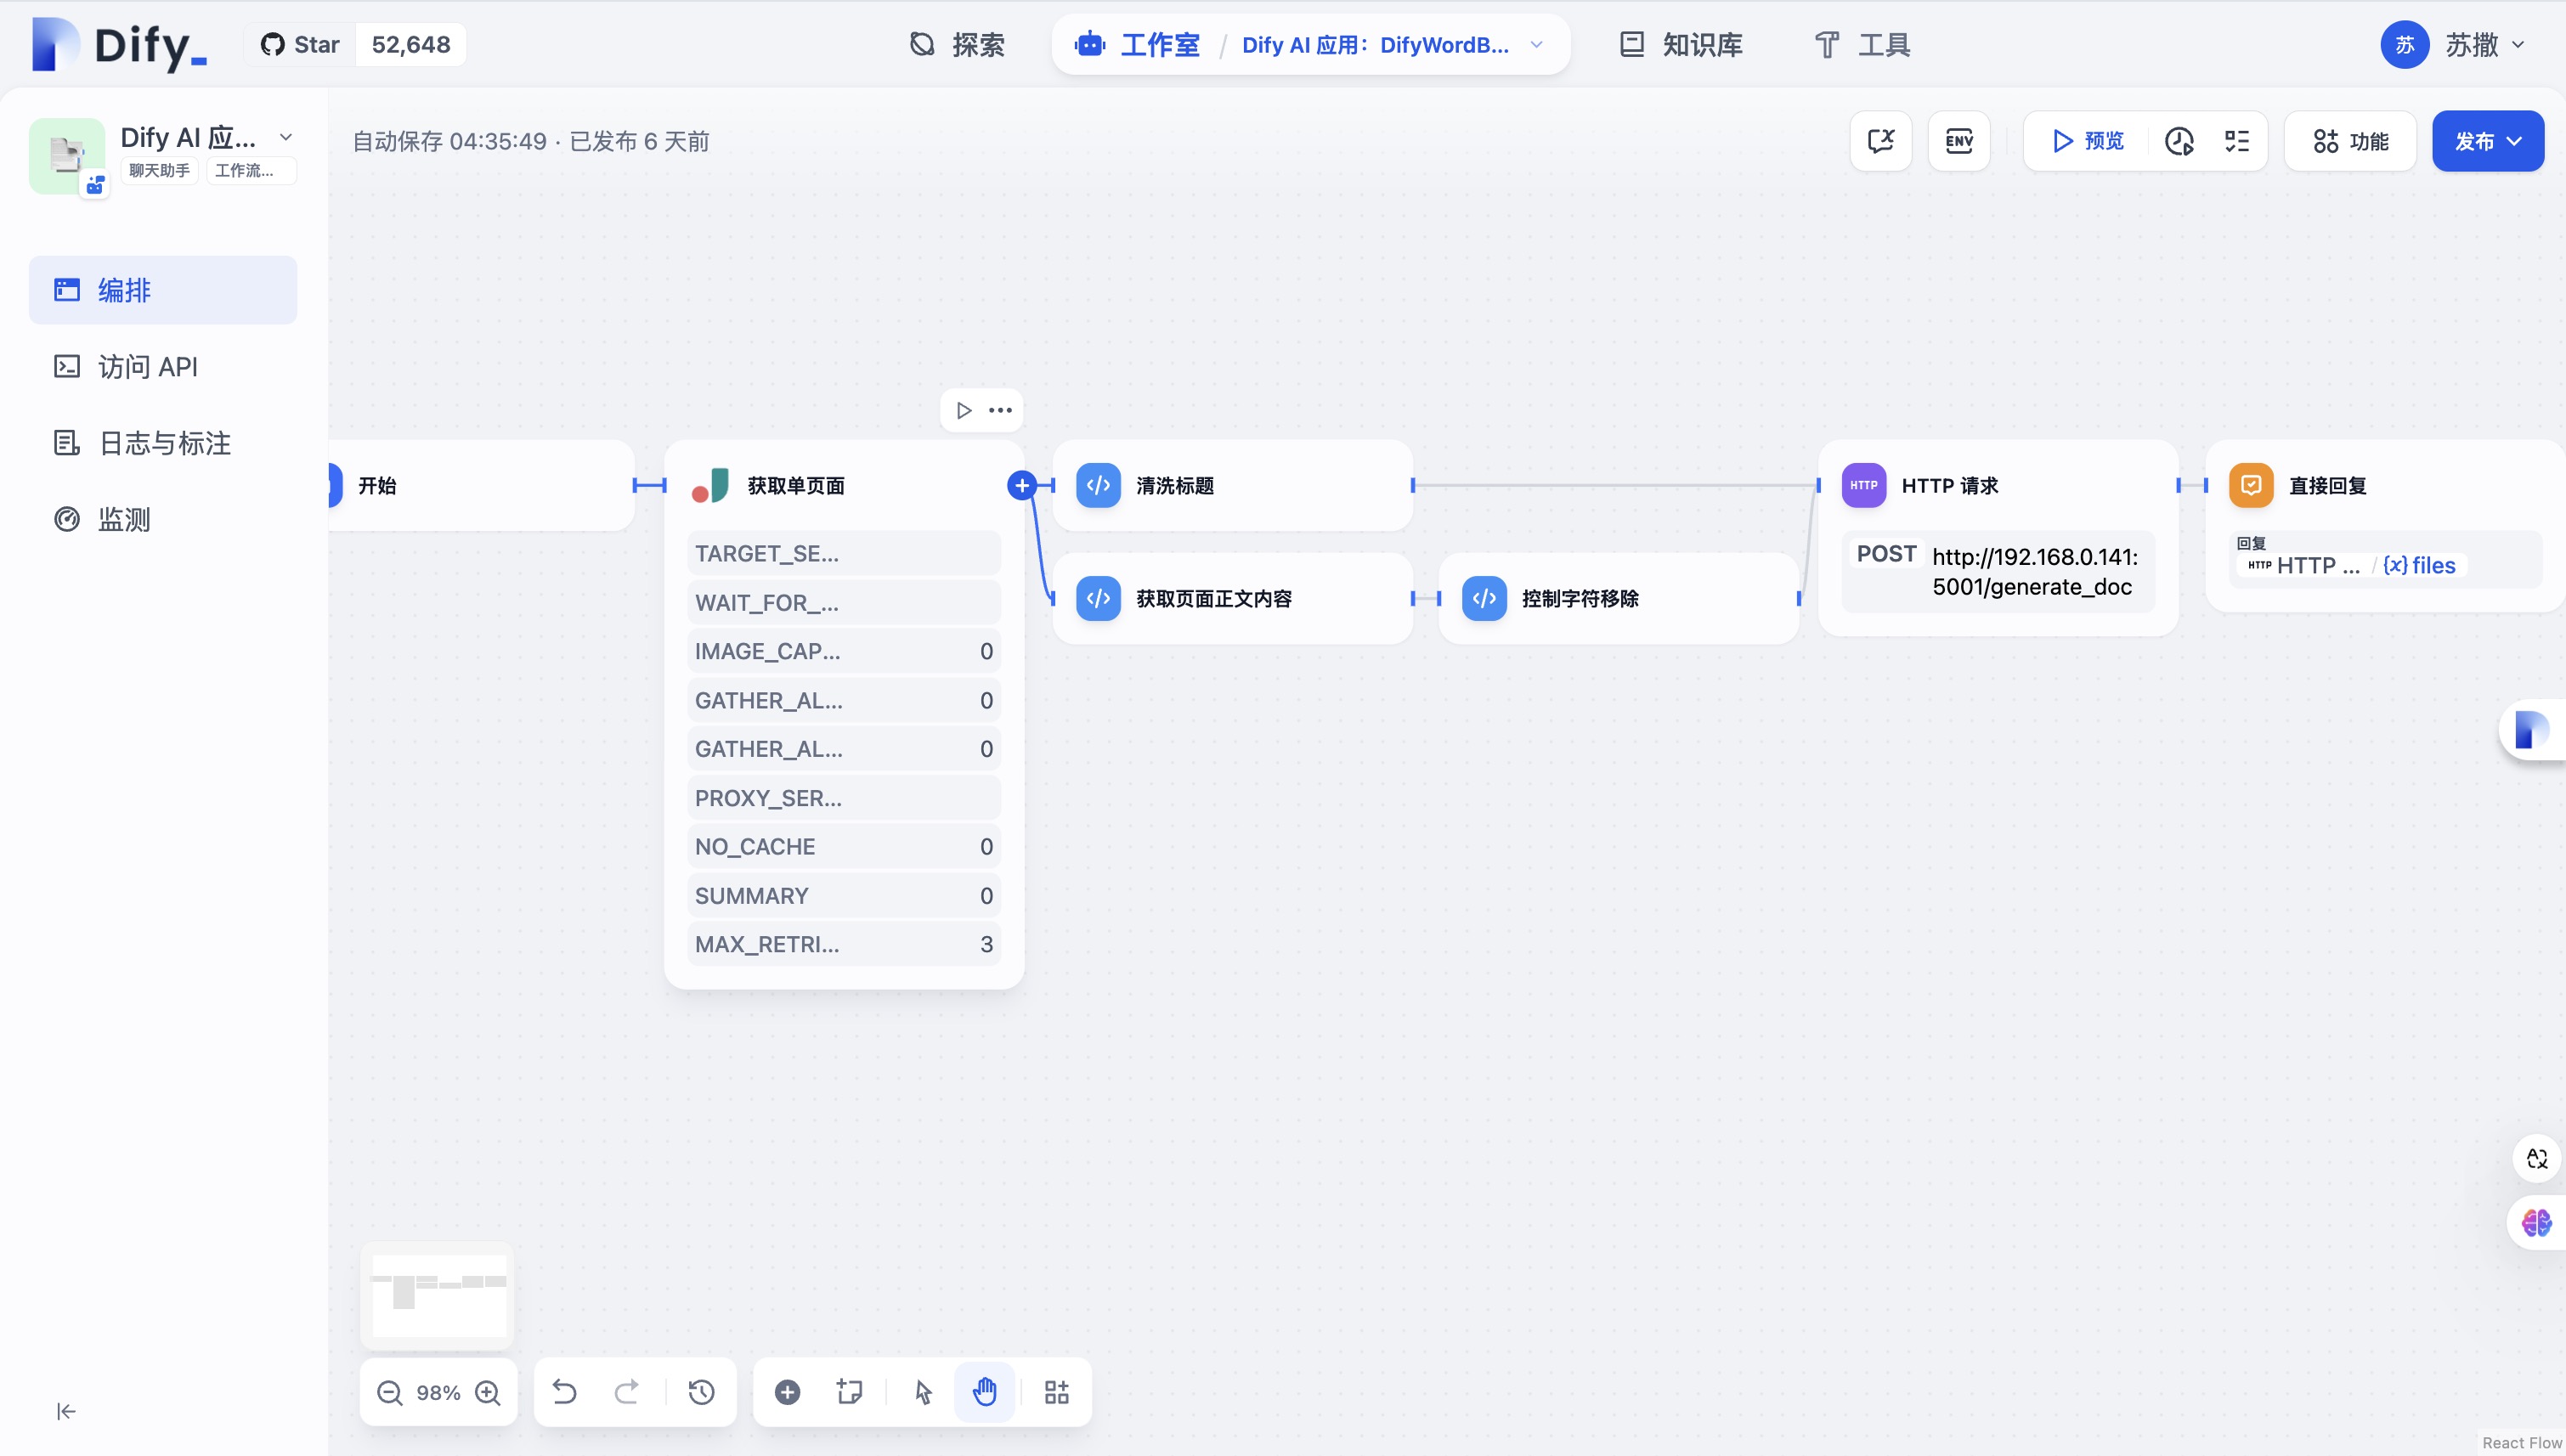 Dify_
Star 52,648
探索
工作室 / Dify AI 应用：DifyWordB...
知识库
工具
苏 苏撒
Dify AI 应...
聊天助手 工作流...
编排
访问 API
日志与标注
监测
自动保存 04:35:49 · 已发布 6 天前
ENV
预览
功能
发布
开始
获取单页面
TARGET_SE...
WAIT_FOR_...
IMAGE_CAP... 0
GATHER_AL... 0
GATHER_AL... 0
PROXY_SER...
NO_CACHE 0
SUMMARY 0
MAX_RETRI... 3
清洗标题
获取页面正文内容
控制字符移除
HTTP HTTP 请求
POST http://192.168.0.141:
5001/generate_doc
直接回复
回复
HTTP HTTP ... / {x} files
98%
React Flow